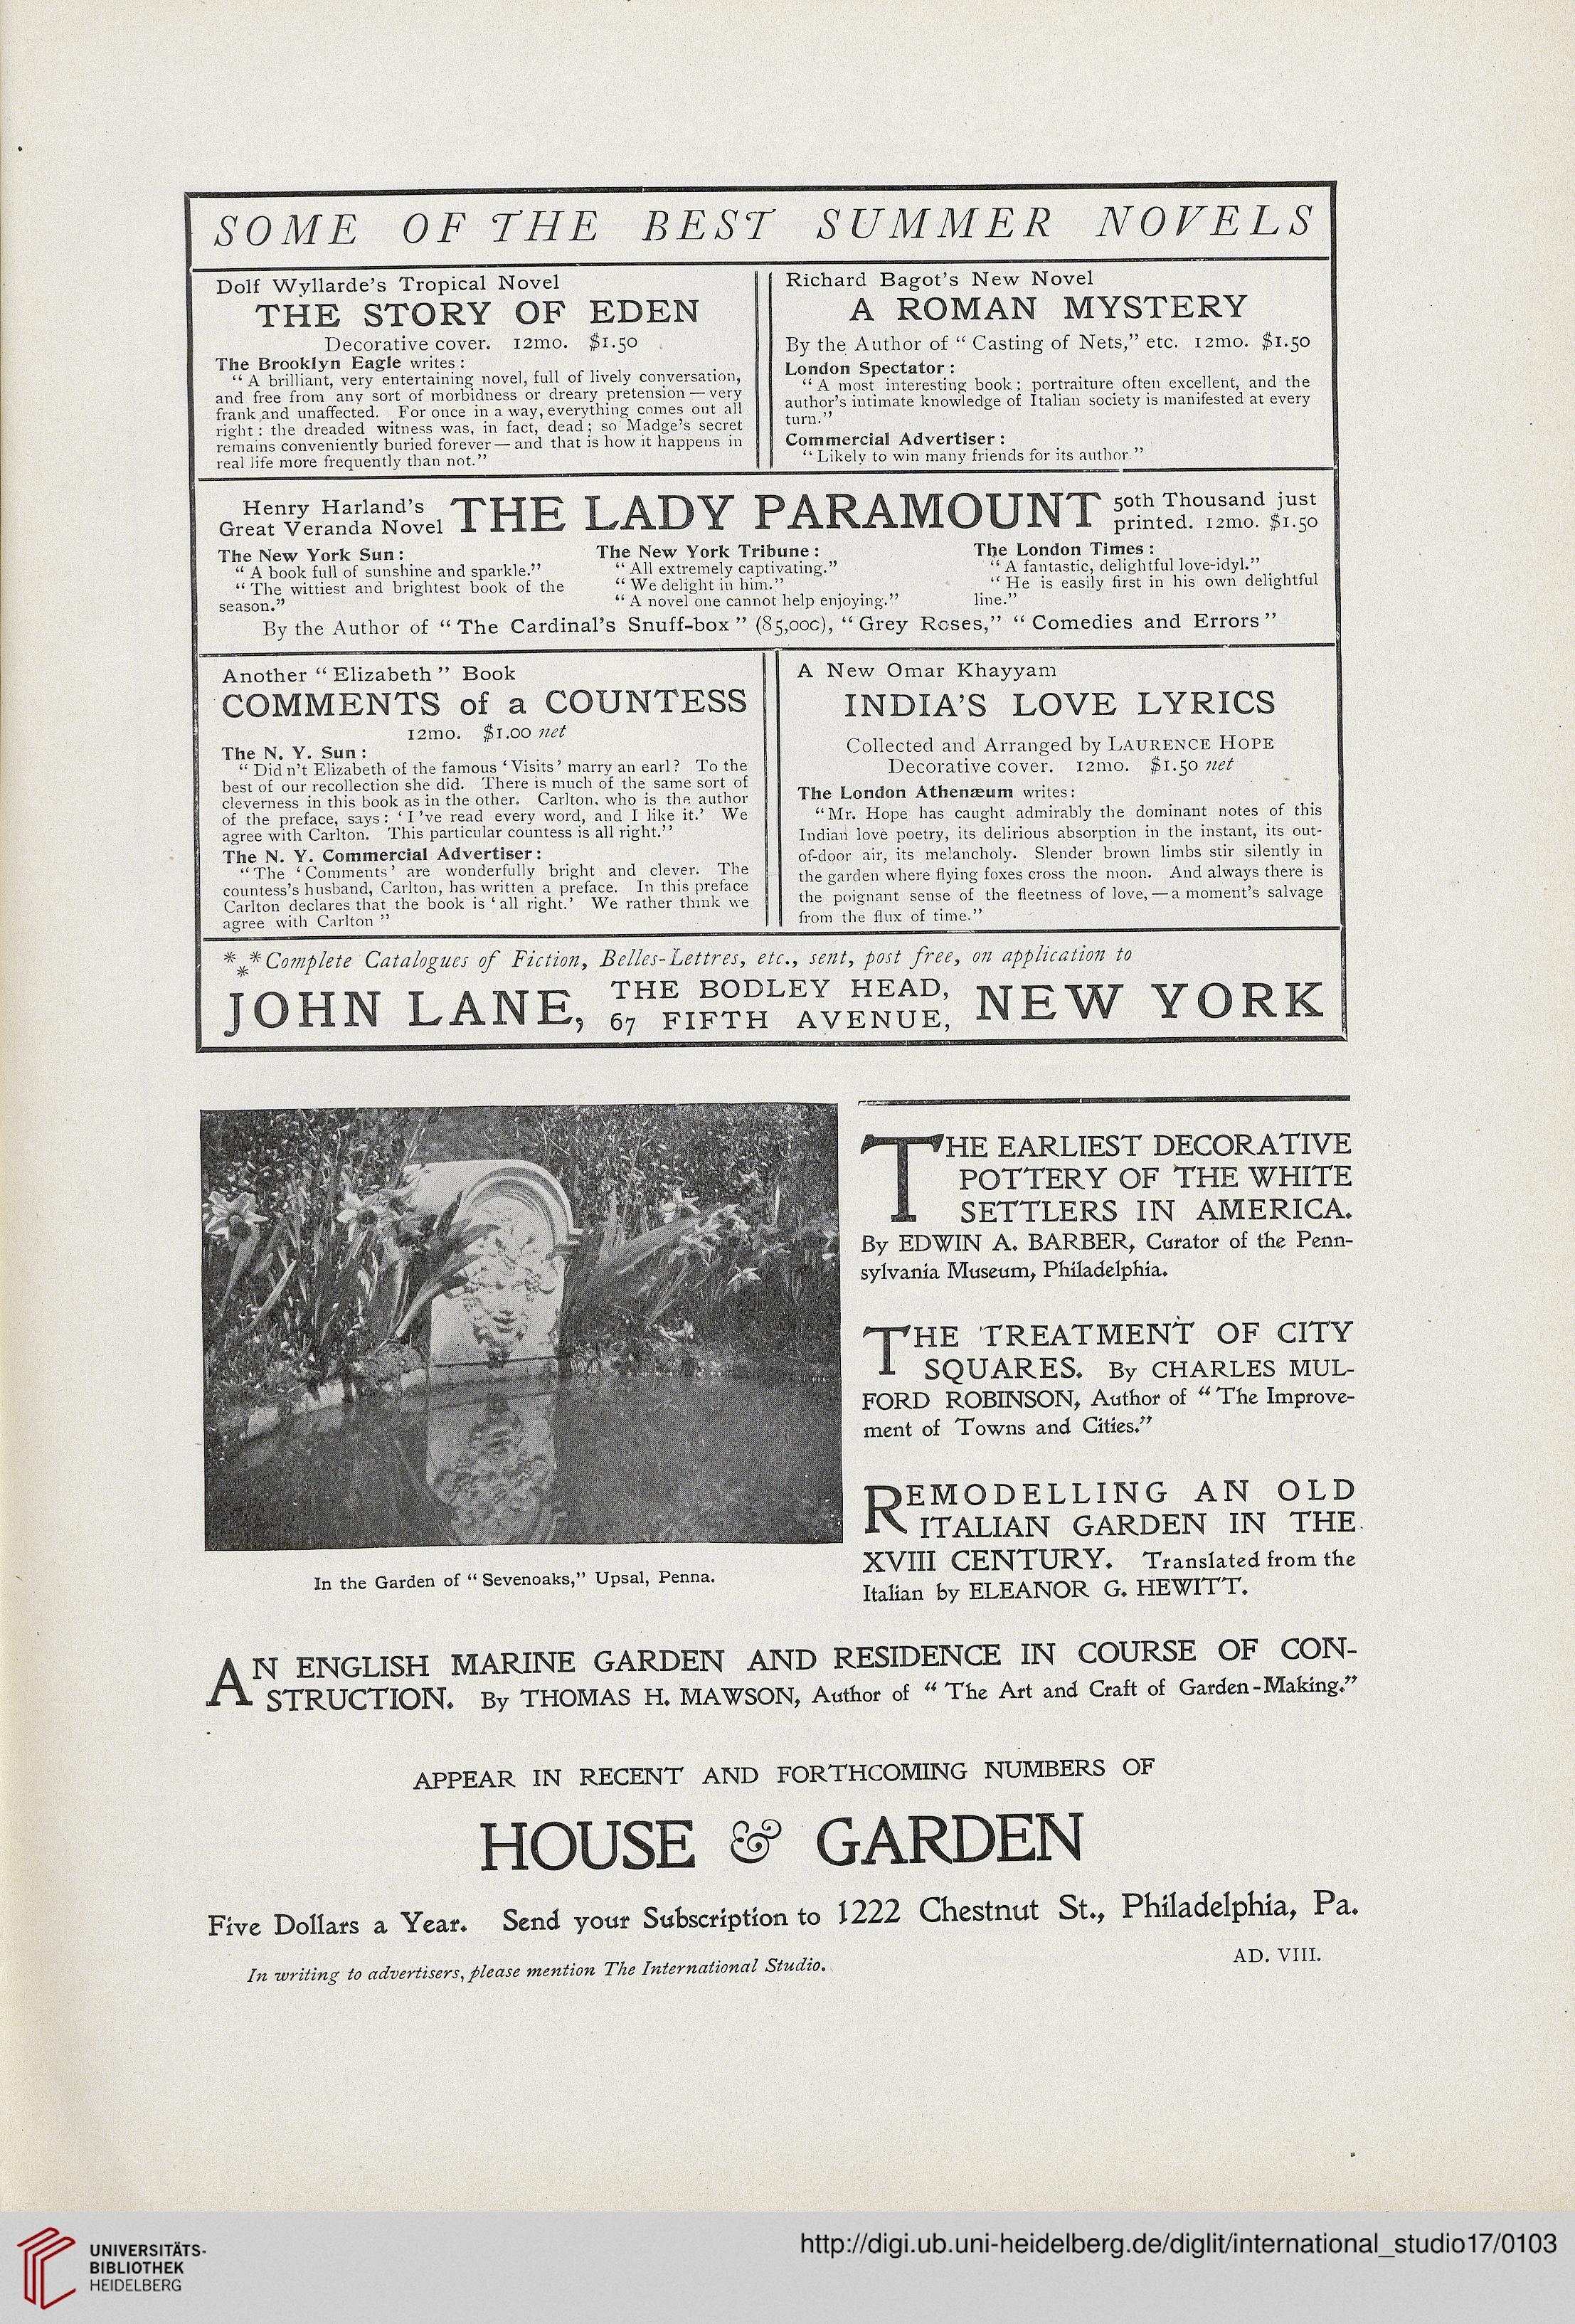 SOME OF THE BEST SUMMER NOVELS
Dolf Wyllarde's Tropical Novel
THE STORY OF EDEN
Decorative cover. 12mo. $1.50
The Brooklyn Eagle writes:
"A brilliant, very entertaining novel, full of lively conversation,
and free from any sort of morbidness or dreary pretension — very
frank and unaffected. For once in a way, everything comes out all
right: the dreaded witness was, in fact, dead; so Madge's secret
remains conveniently buried forever — and that is how it happens in
real life more frequently than not."
Richard Bagot's New Novel
A ROMAN MYSTERY
By the Author of "Casting of Nets," etc. 12mo. $1.50
London Spectator:
"A most interesting book; portraiture often excellent, and the
author's intimate knowledge of Italian society is manifested at every
turn."
Commercial Advertiser:
"Likely to win many friends for its author"
Henry Harland's
Great Veranda Novel
THE LADY PARAMOUNT
50th Thousand just
printed. 12mo. $1.50
The New York Sun:
"A book full of sunshine and sparkle."
"The wittiest and brightest book of the
season."
The New York Tribune:
"All extremely captivating."
"We delight in him."
"A novel one cannot help enjoying."
The London Times:
"A fantastic, delightful love-idyl."
"He is easily first in his own delightful
line."
By the Author of "The Cardinal's Snuff-box" (85,000), "Grey Roses," "Comedies and Errors"
Another "Elizabeth" Book
COMMENTS of a COUNTESS
12mo. $1.00 net
The N. Y. Sun:
"Didn't Elizabeth of the famous 'Visits' marry an earl? To the
best of our recollection she did. There is much of the same sort of
cleverness in this book as in the other. Carlton, who is the author
of the preface, says: 'I've read every word, and I like it.' We
agree with Carlton. This particular countess is all right."
The N. Y. Commercial Advertiser:
"The 'Comments' are wonderfully bright and clever. The
countess's husband, Carlton, has written a preface. In this preface
Carlton declares that the book is 'all right.' We rather think we
agree with Carlton"
A New Omar Khayyam
INDIA'S LOVE LYRICS
Collected and Arranged by LAURENCE HOPE
Decorative cover. 12mo. $1.50 net
The London Athenæum writes:
"Mr. Hope has caught admirably the dominant notes of this
Indian love poetry, its delirious absorption in the instant, its out-
of-door air, its melancholy. Slender brown limbs stir silently in
the garden where flying foxes cross the moon. And always there is
the poignant sense of the fleetness of love, — a moment's salvage
from the flux of time."
*** Complete Catalogues of Fiction, Belles-Lettres, etc., sent, post free, on application to
JOHN LANE, THE BODLEY HEAD, 67 FIFTH AVENUE, NEW YORK
THE EARLIEST DECORATIVE
POTTERY OF THE WHITE
SETTLERS IN AMERICA.
By EDWIN A. BARBER, Curator of the Penn-
sylvania Museum, Philadelphia.
THE TREATMENT OF CITY
SQUARES. By CHARLES MUL-
FORD ROBINSON, Author of "The Improve-
ment of Towns and Cities."
REMODELLING AN OLD
ITALIAN GARDEN IN THE
XVIII CENTURY. Translated from the
Italian by ELEANOR G. HEWITT.
In the Garden of "Sevenoaks," Upsal, Penna.
AN ENGLISH MARINE GARDEN AND RESIDENCE IN COURSE OF CON-
STRUCTION. By THOMAS H. MAWSON, Author of "The Art and Craft of Garden-Making."
APPEAR IN RECENT AND FORTHCOMING NUMBERS OF
HOUSE & GARDEN
Five Dollars a Year. Send your Subscription to 1222 Chestnut St., Philadelphia, Pa.
In writing to advertisers, please mention The International Studio.
AD. VIII.
UNIVERSITÄTS-
BIBLIOTHEK
HEIDELBERG
http://digi.ub.uni-heidelberg.de/diglit/international_studio17/0103